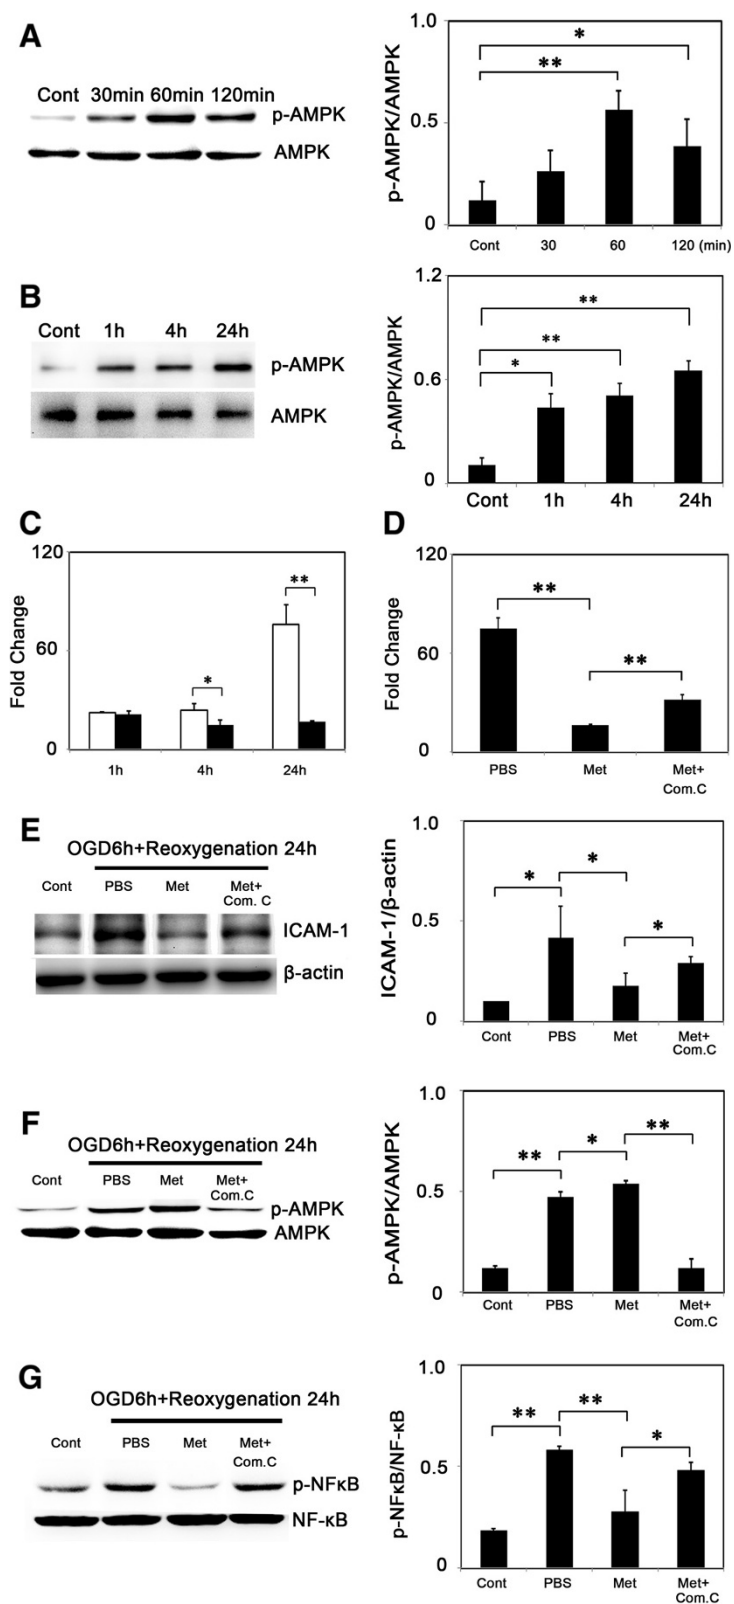 A
Cont 30min 60min 120min
p-AMPK
AMPK
p-AMPK/AMPK
1.0
0.5
0
* 
**
Cont 30 60 120 (min)
B
Cont 1h 4h 24h
p-AMPK
AMPK
p-AMPK/AMPK
1.2
0.6
0
**
**
*
Cont 1h 4h 24h
C
Fold Change
120
60
0
*
**
1h 4h 24h
D
Fold Change
120
60
0
**
**
PBS Met Met+
Com.C
E
OGD6h+Reoxygenation 24h
Cont PBS Met Met+
Com. C
ICAM-1
β-actin
ICAM-1/β-actin
1.0
0.5
0
*
*
*
Cont PBS Met Met+
Com.C
F
OGD6h+Reoxygenation 24h
Cont PBS Met Met+
Com.C
p-AMPK
AMPK
p-AMPK/AMPK
1.0
0.5
0
**
*
**
Cont PBS Met Met+
Com.C
G
OGD6h+Reoxygenation 24h
Cont PBS Met Met+
Com.C
p-NFκB
NF-κB
p-NFκB/NF-κB
1.0
0.5
0
**
**
*
Cont PBS Met Met+
Com.C